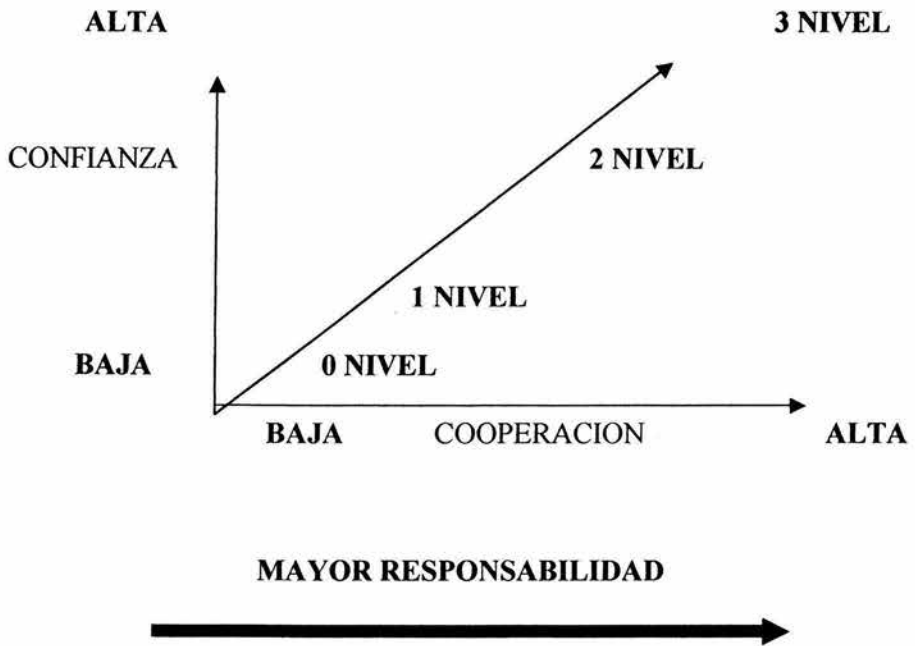 ALTA
3 NIVEL
CONFIANZA
2 NIVEL
1 NIVEL
BAJA
0 NIVEL
BAJA
COOPERACION
ALTA
MAYOR RESPONSABILIDAD